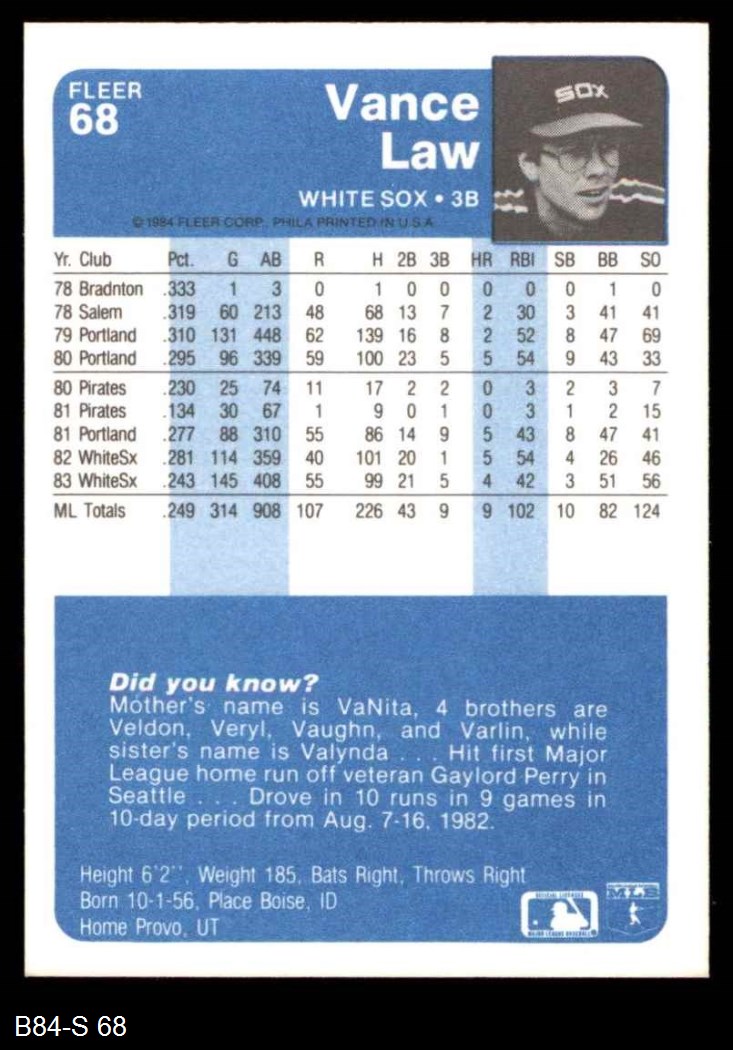 FLEER
68
Vance
Law
SOX
WHITE SOX • 3B
© 1984 FLEER CORP. PHILA PRINTED IN U.S.A.
Yr. Club Pct. G AB R H 2B 3B HR RBI SB BB SO
78 Bradnton .333 1 3 0 1 0 0 0 0 0 1 0
78 Salem .319 60 213 48 68 13 7 2 30 3 41 41
79 Portland .310 131 448 62 139 16 8 2 52 8 47 69
80 Portland .295 96 339 59 100 23 5 5 54 9 43 33
80 Pirates .230 25 74 11 17 2 2 0 3 2 3 7
81 Pirates .134 30 67 1 9 0 1 0 3 1 2 15
81 Portland .277 88 310 55 86 14 9 5 43 8 47 41
82 WhiteSx .281 114 359 40 101 20 1 5 54 4 26 46
83 WhiteSx .243 145 408 55 99 21 5 4 42 3 51 56
ML Totals .249 314 908 107 226 43 9 9 102 10 82 124
Did you know?
Mother's name is VaNita, 4 brothers are
Veldon, Veryl, Vaughn, and Varlin, while
sister's name is Valynda . . . Hit first Major
League home run off veteran Gaylord Perry in
Seattle . . . Drove in 10 runs in 9 games in
10-day period from Aug. 7-16, 1982.
Height 6'2'', Weight 185, Bats Right, Throws Right
Born 10-1-56, Place Boise, ID
Home Provo, UT
OFFICIAL LICENSEE
MAJOR LEAGUE BASEBALL
B84-S 68